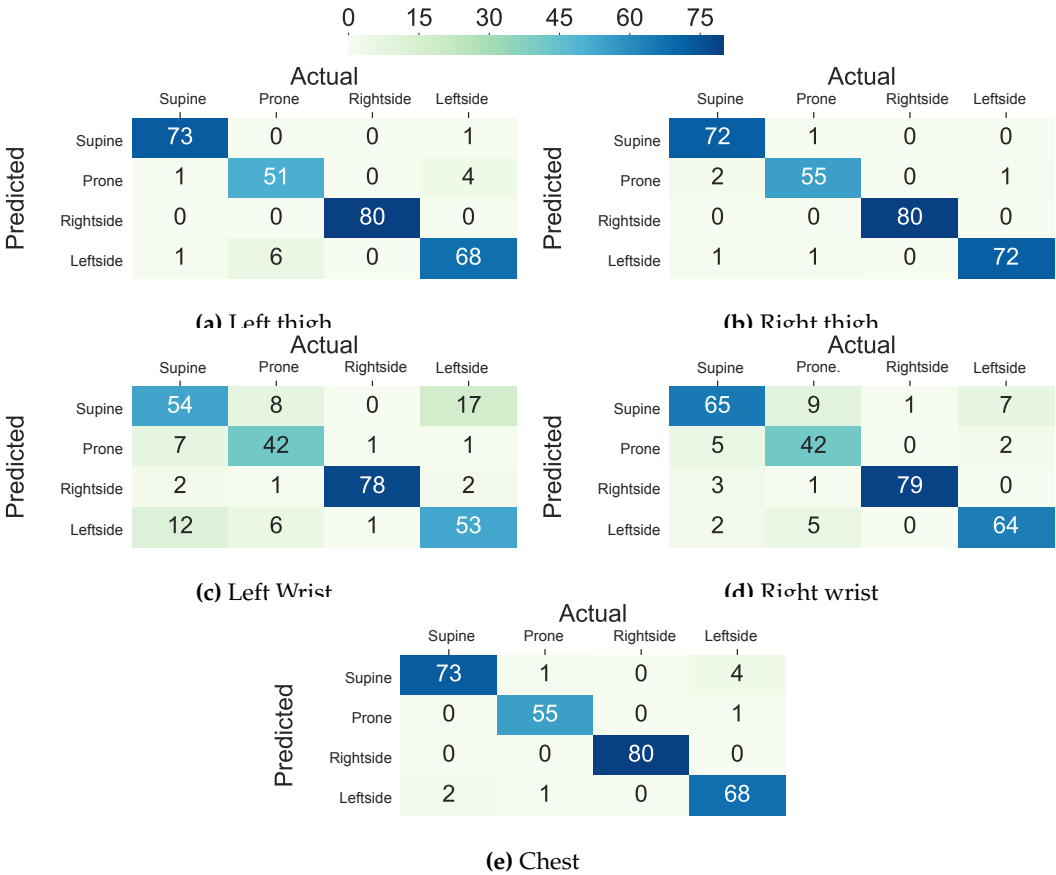 0 15 30 45 60 75
Actual Actual
Supine Prone Rightside Leftside Supine Prone Rightside Leftside
Predicted Predicted
Supine 73 0 0 1 Supine 72 1 0 0
Prone 1 51 0 4 Prone 2 55 0 1
Rightside 0 0 80 0 Rightside 0 0 80 0
Leftside 1 6 0 68 Leftside 1 1 0 72
(a) Left thigh (b) Right thigh
Actual Actual
Supine Prone Rightside Leftside Supine Prone. Rightside Leftside
Predicted Predicted
Supine 54 8 0 17 Supine 65 9 1 7
Prone 7 42 1 1 Prone 5 42 0 2
Rightside 2 1 78 2 Rightside 3 1 79 0
Leftside 12 6 1 53 Leftside 2 5 0 64
(c) Left Wrist (d) Right wrist
Actual
Supine Prone Rightside Leftside
Predicted
Supine 73 1 0 4
Prone 0 55 0 1
Rightside 0 0 80 0
Leftside 2 1 0 68
(e) Chest